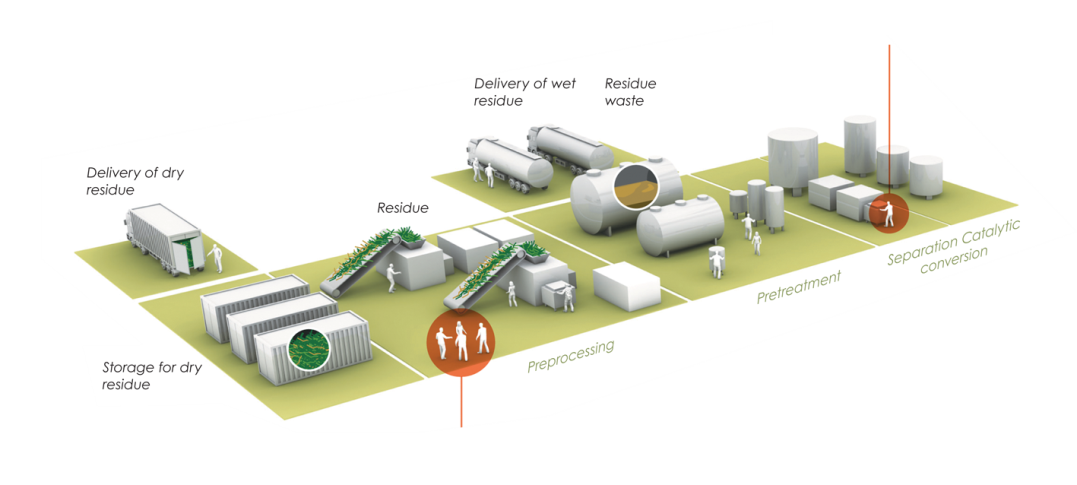 Delivery of wet
residue
Residue
waste
Delivery of dry
residue
Residue
Separation Catalytic
conversion
Pretreatment
Preprocessing
Storage for dry
residue